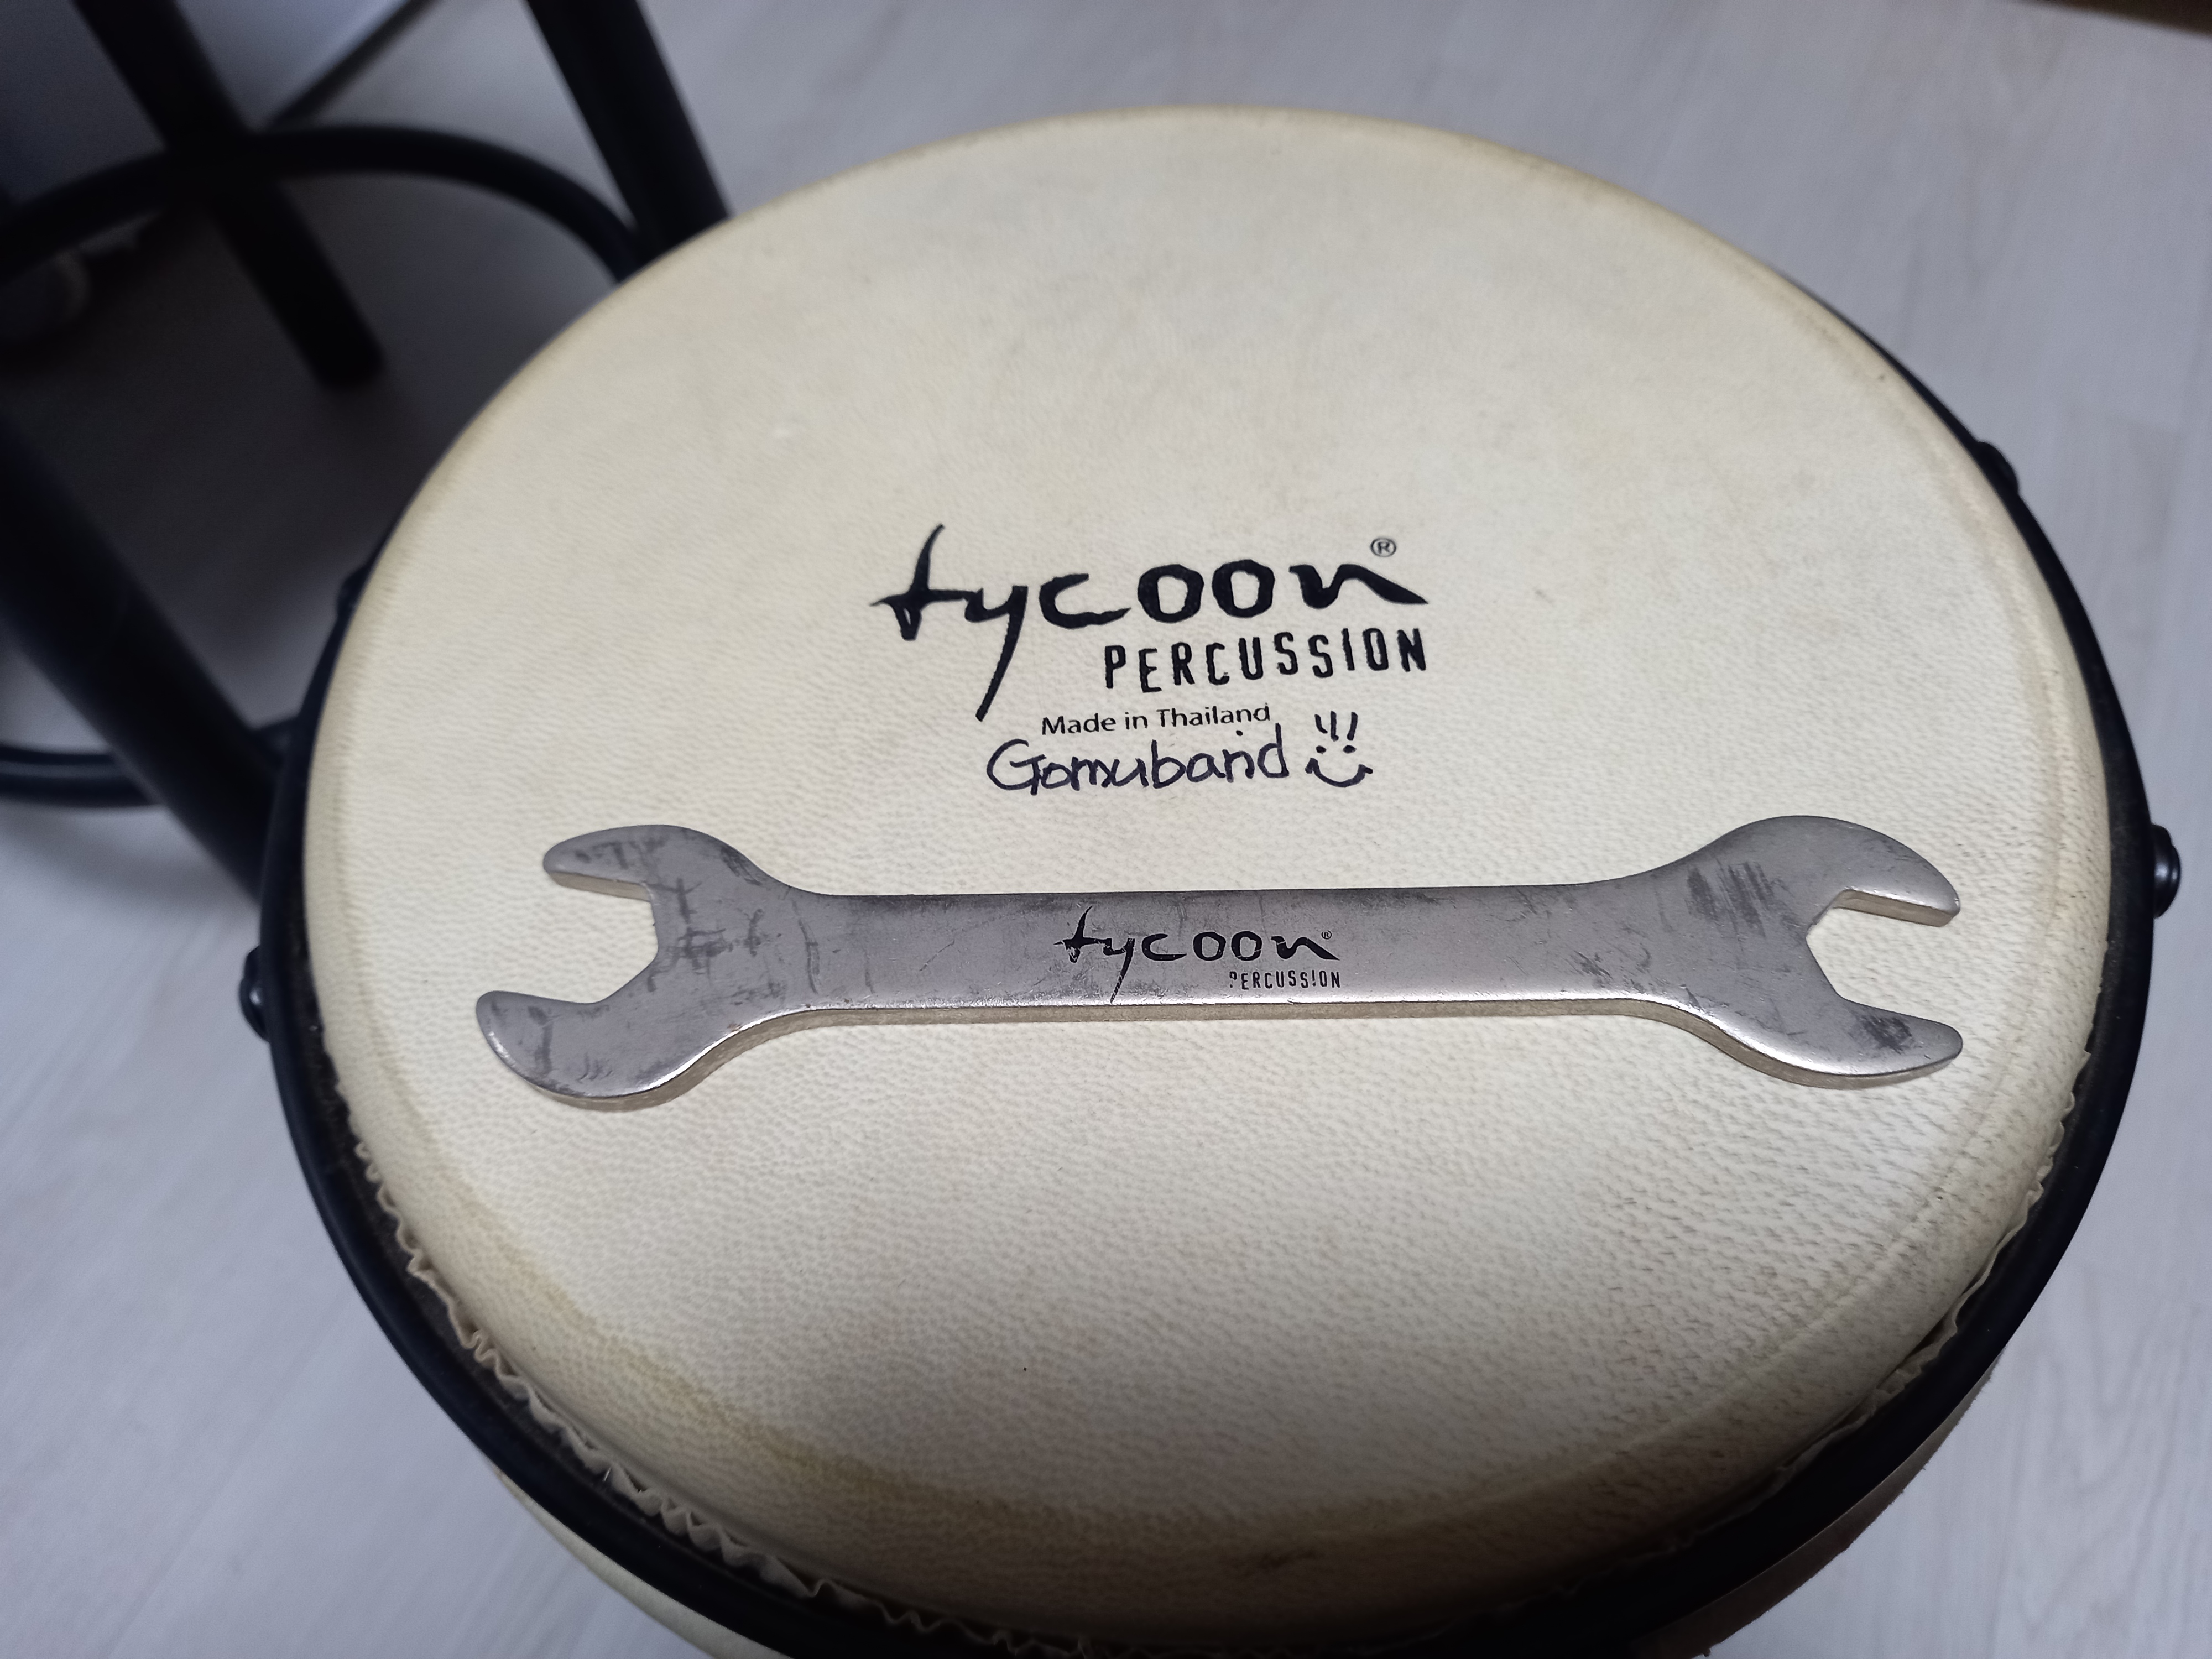 tycoon®
PERCUSSION
Made in Thailand
Gomuband
tycoon®
PERCUSSION